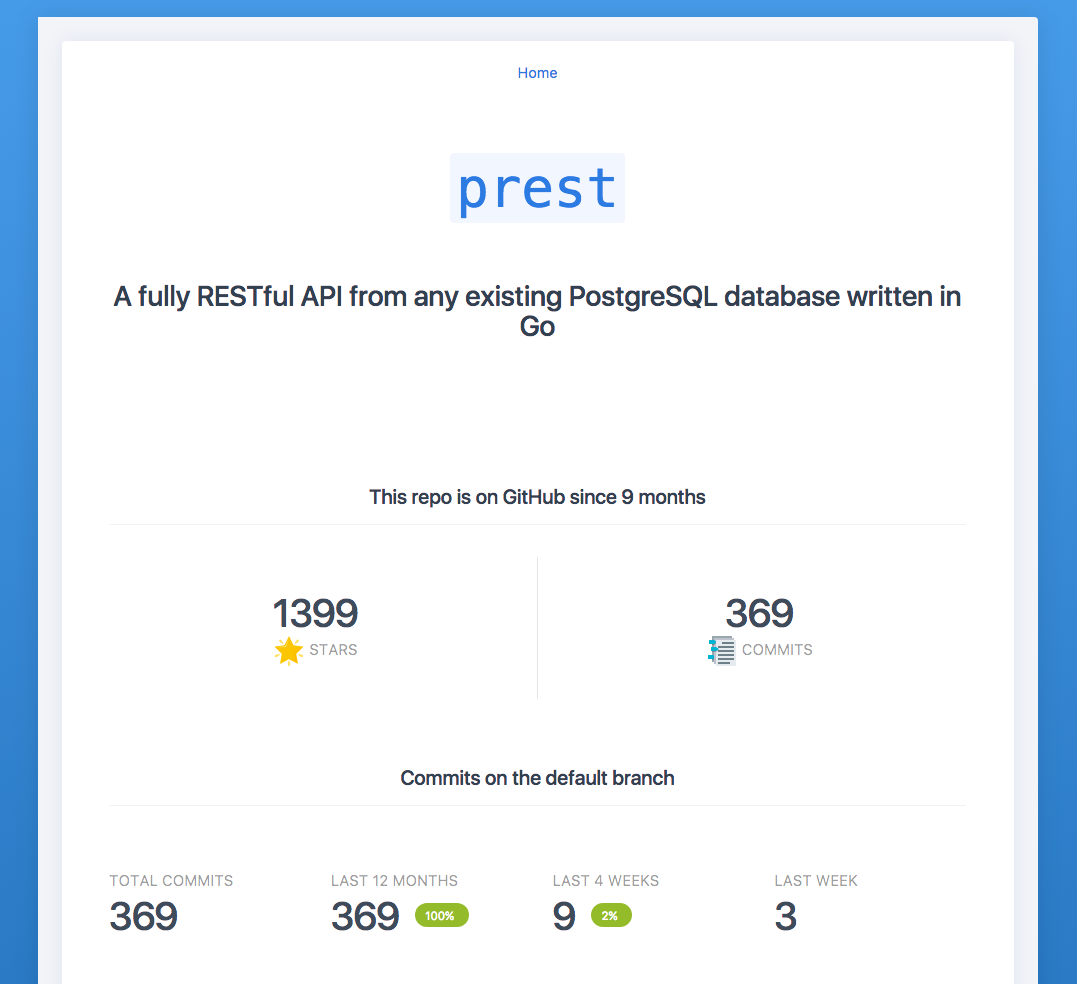 Home
prest
A fully RESTful API from any existing PostgreSQL database written in
Go
This repo is on GitHub since 9 months
1399
STARS
369
COMMITS
Commits on the default branch
TOTAL COMMITS
369
LAST 12 MONTHS
369 100%
LAST 4 WEEKS
9 2%
LAST WEEK
3